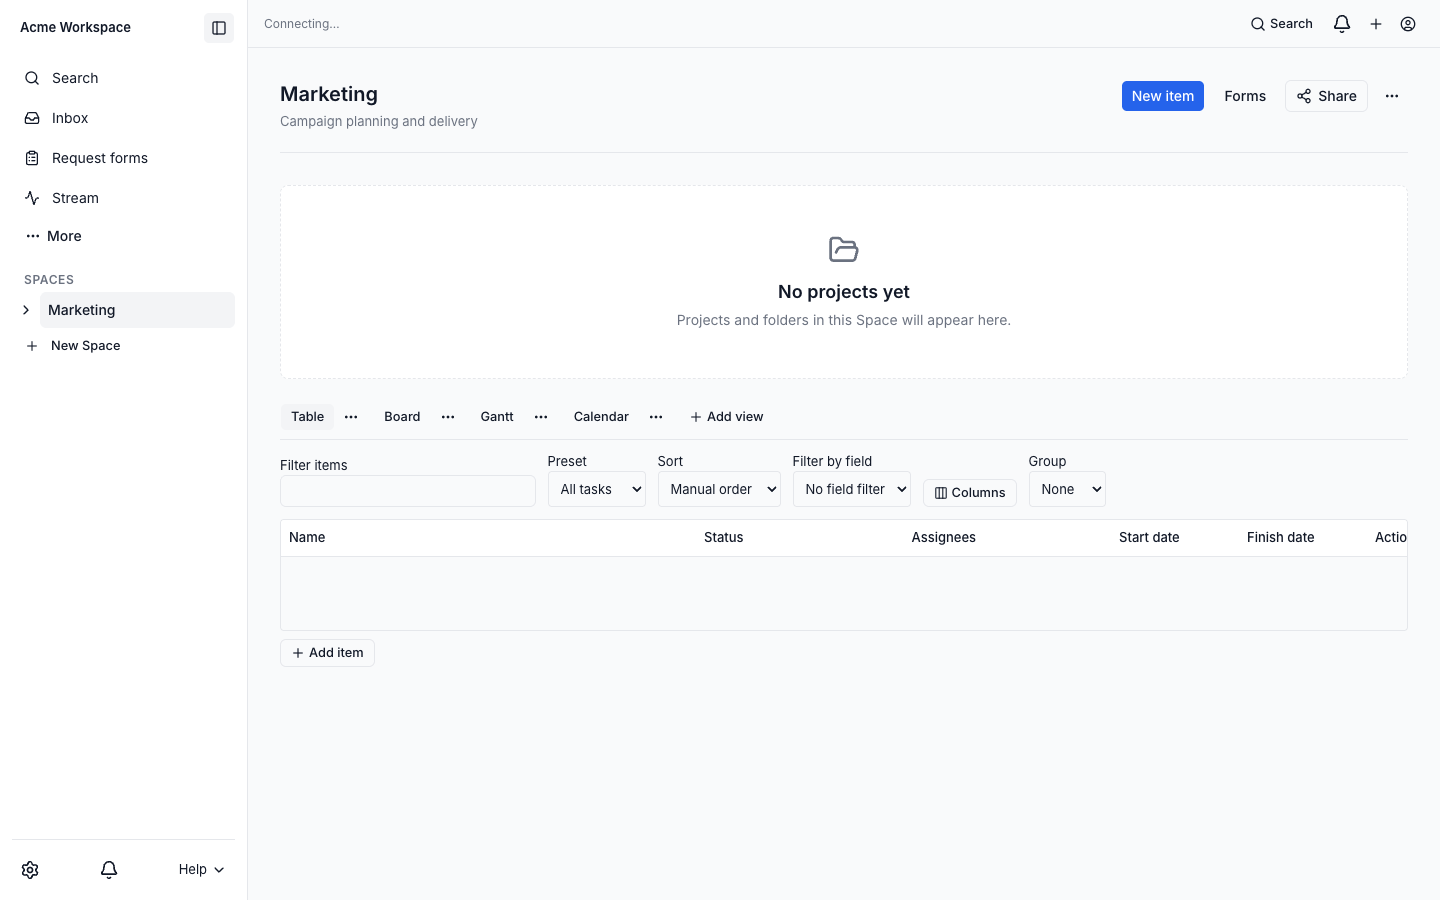 Acme Workspace
Search
Inbox
Request forms
Stream
More
SPACES
Marketing
New Space
Help
Connecting...
Search
Marketing
Campaign planning and delivery
New item
Forms
Share
No projects yet
Projects and folders in this Space will appear here.
Table
Board
Gantt
Calendar
Add view
Filter items
Preset
All tasks
Sort
Manual order
Filter by field
No field filter
Columns
Group
None
Name
Status
Assignees
Start date
Finish date
Actio
Add item